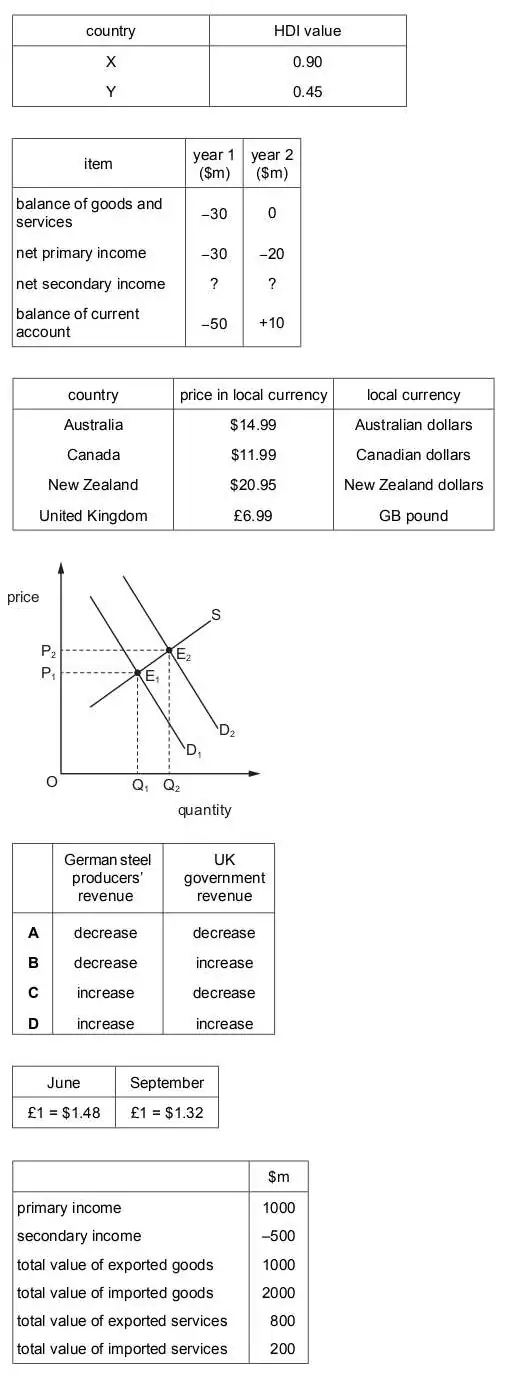 country HDI value
X 0.90
Y 0.45
item year 1 ($m) year 2 ($m)
balance of goods and services –30 0
net primary income –30 –20
net secondary income ? ?
balance of current account –50 +10
country price in local currency local currency
Australia $14.99 Australian dollars
Canada $11.99 Canadian dollars
New Zealand $20.95 New Zealand dollars
United Kingdom £6.99 GB pound
price
S
P₂
E₂
P₁
E₁
D₂
D₁
O
Q₁ Q₂
quantity
German steel producers' revenue UK government revenue
A decrease decrease
B decrease increase
C increase decrease
D increase increase
June September
£1 = $1.48 £1 = $1.32
$m
primary income 1000
secondary income –500
total value of exported goods 1000
total value of imported goods 2000
total value of exported services 800
total value of imported services 200